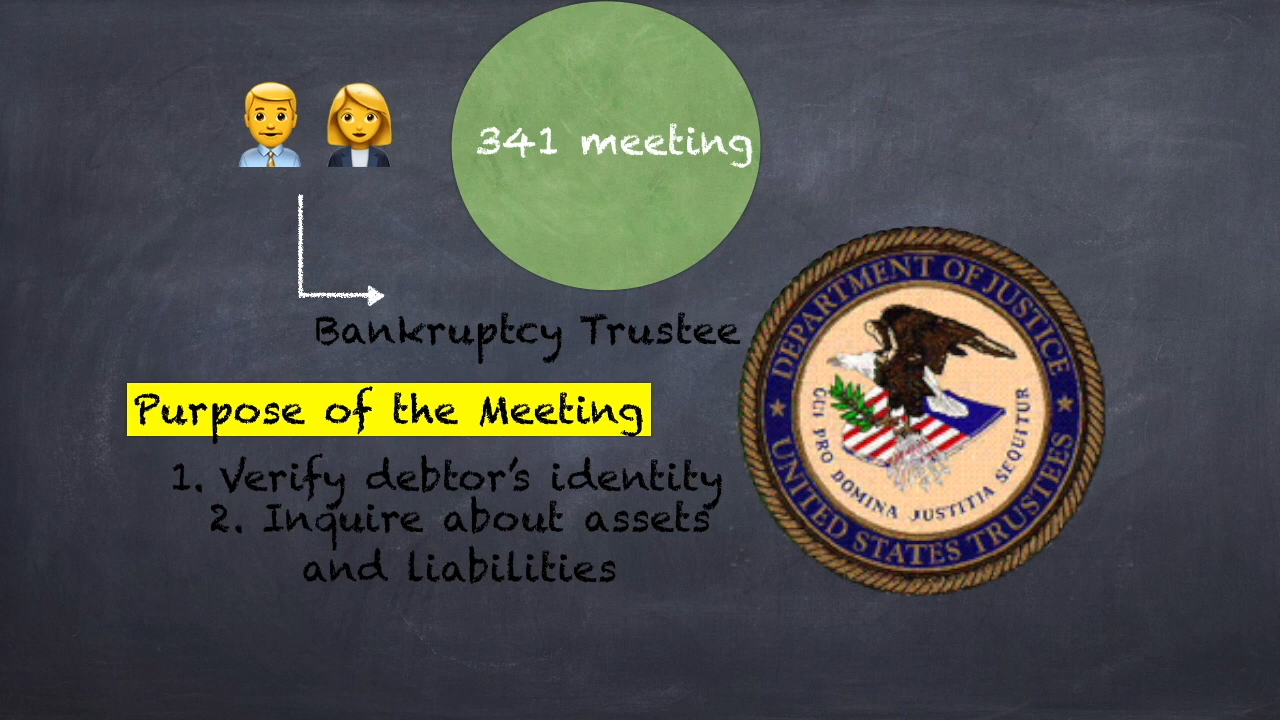 341 meeting
Bankruptcy Trustee
Purpose of the Meeting
1. Verify debtor's identity
2. Inquire about assets
and liabilities
DEPARTMENT OF JUSTICE
PRO DOMINA JUSTITIA SEQUITUR
UNITED STATES TRUSTEES